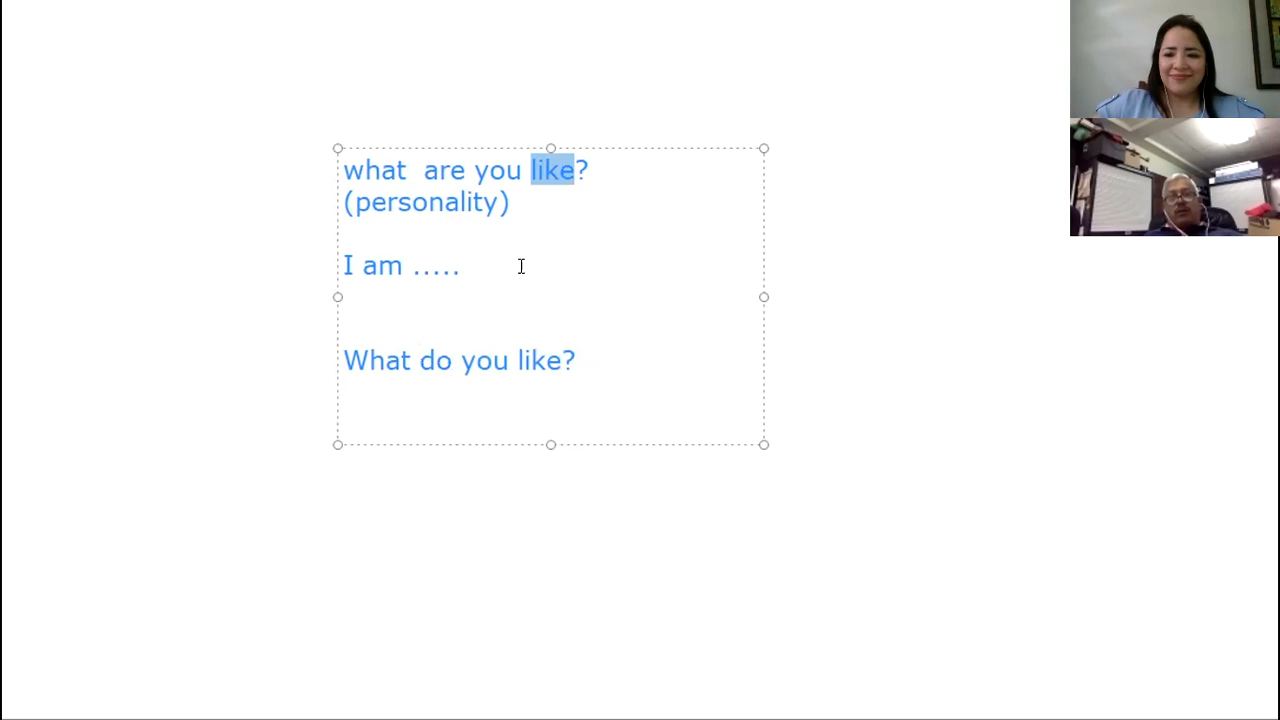 what are you like?
(personality)
I am .....
What do you like?